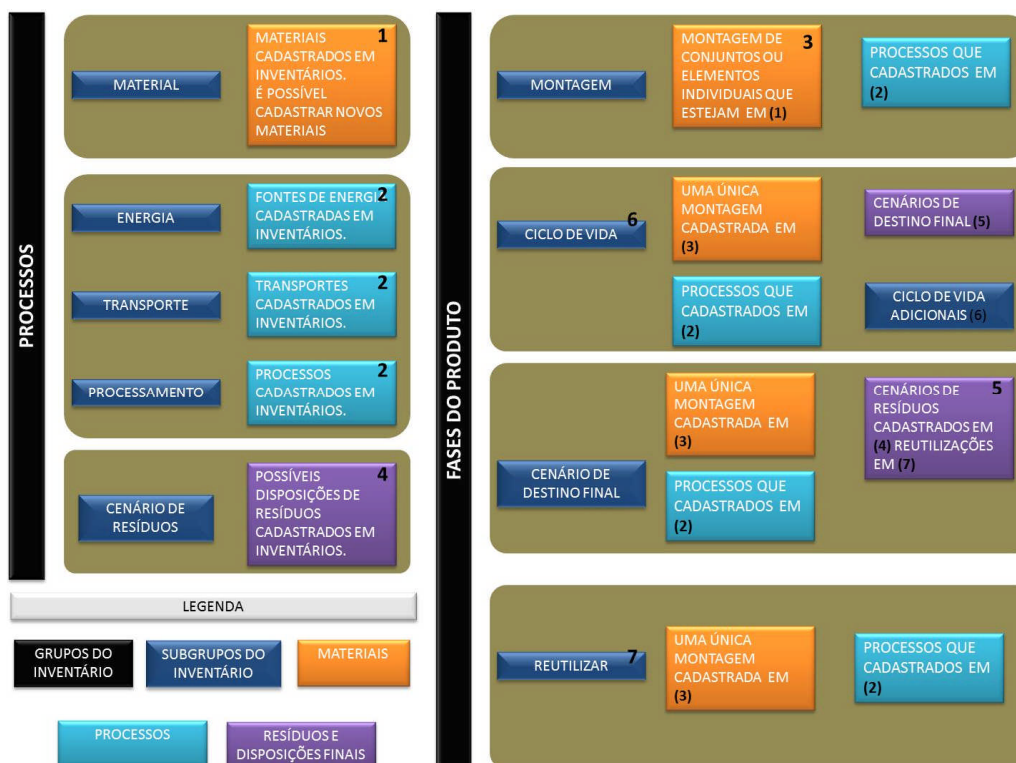 PROCESSOS
MATERIAL
1
MATERIAIS
CADASTRADOS EM
INVENTÁRIOS.
É POSSÍVEL
CADASTRAR NOVOS
MATERIAIS
ENERGIA
2
FONTES DE ENERGIA
CADASTRADAS EM
INVENTÁRIOS.
TRANSPORTE
2
TRANSPORTES
CADASTRADOS EM
INVENTÁRIOS.
PROCESSAMENTO
2
PROCESSOS
CADASTRADOS EM
INVENTÁRIOS.
CENÁRIO DE
RESÍDUOS
4
POSSÍVEIS
DISPOSIÇÕES DE
RESÍDUOS
CADASTRADOS EM
INVENTÁRIOS.
LEGENDA
GRUPOS DO
INVENTÁRIO
SUBGRUPOS DO
INVENTÁRIO
MATERIAIS
PROCESSOS
RESÍDUOS E
DISPOSIÇÕES FINAIS
FASES DO PRODUTO
MONTAGEM
3
MONTAGEM DE
CONJUNTOS OU
ELEMENTOS
INDIVIDUAIS QUE
ESTEJAM EM (1)
PROCESSOS QUE
CADASTRADOS EM
(2)
CICLO DE VIDA
6
UMA ÚNICA
MONTAGEM
CADASTRADA EM
(3)
CENÁRIOS DE
DESTINO FINAL (5)
PROCESSOS QUE
CADASTRADOS EM
(2)
CICLO DE VIDA
ADICIONAIS (6)
CENÁRIO DE
DESTINO FINAL
UMA ÚNICA
MONTAGEM
CADASTRADA EM
(3)
5
CENÁRIOS DE
RESÍDUOS
CADASTRADOS EM
(4) REUTILIZAÇÕES
EM (7)
PROCESSOS QUE
CADASTRADOS EM
(2)
REUTILIZAR
7
UMA ÚNICA
MONTAGEM
CADASTRADA EM
(3)
PROCESSOS QUE
CADASTRADOS EM
(2)